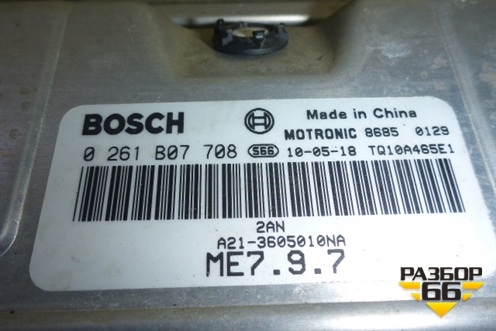 BOSCH
Made in China
MOTRONIC 8685 0129
0 261 B07 708 S66 10-05-18 TQ10A485E1
2AN
A21-3605010NA
ME7.9.7
РАЗБОР
66